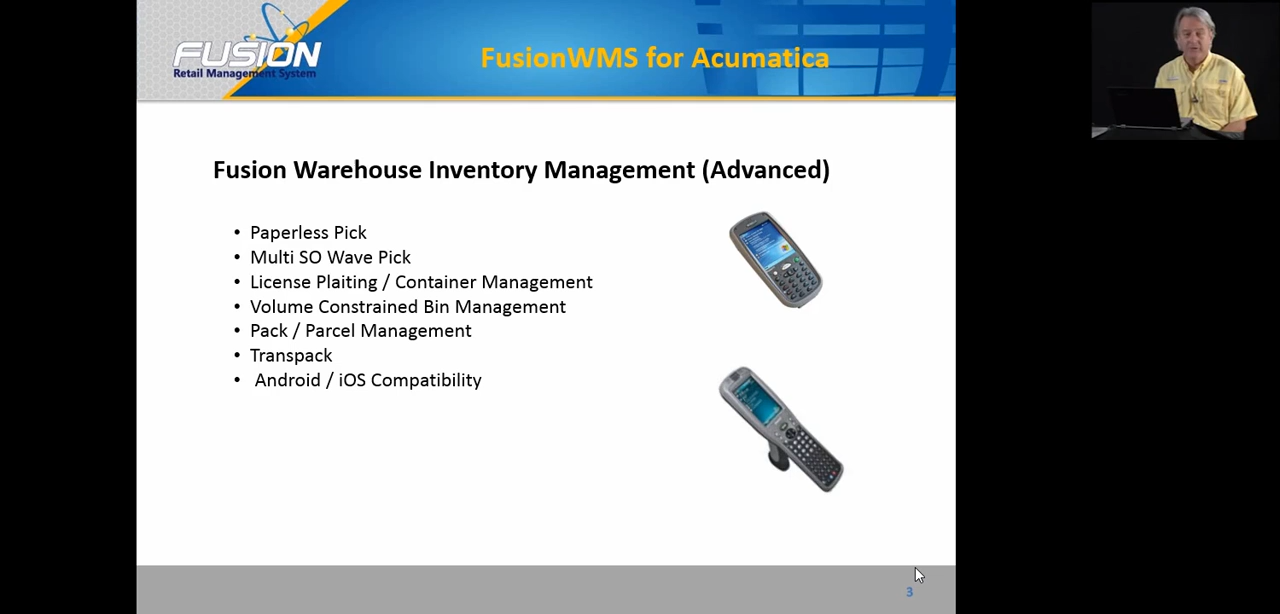 FUSION
Retail Management System
FusionWMS for Acumatica
Fusion Warehouse Inventory Management (Advanced)
• Paperless Pick
• Multi SO Wave Pick
• License Plaiting / Container Management
• Volume Constrained Bin Management
• Pack / Parcel Management
• Transpack
• Android / iOS Compatibility
3